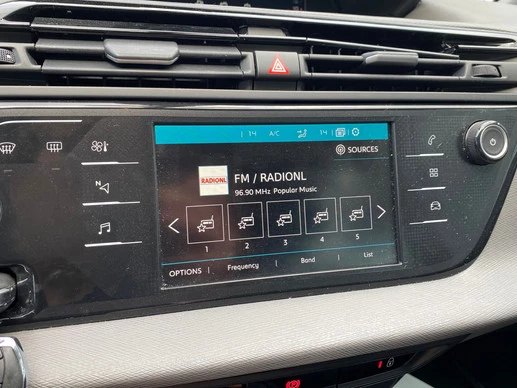 14 A/C 14
SOURCES
RADIONL
FM / RADIONL
96.90 MHz Popular Music
1 2 3 4 5
OPTIONS Frequency Band List
N